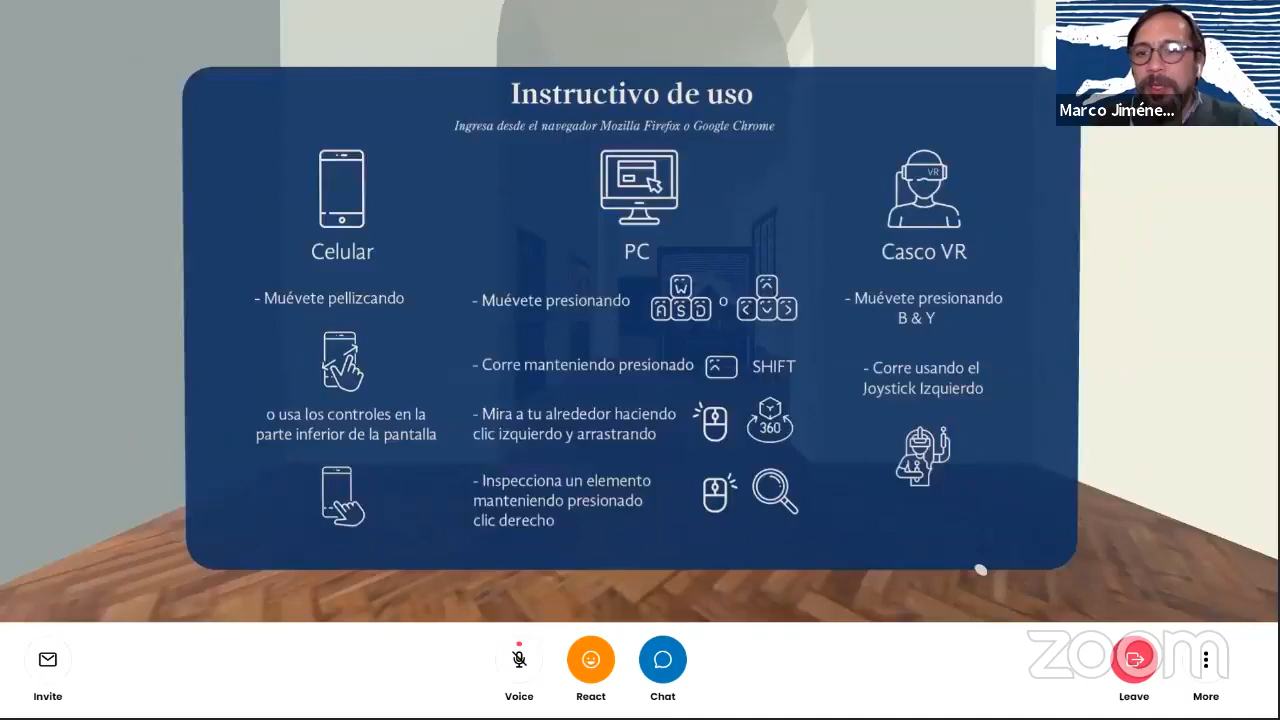 Instructivo de uso
Ingresa desde el navegador Mozilla Firefox o Google Chrome
Marco Jiméne...
Celular
- Muévete pellizcando
o usa los controles en la
parte inferior de la pantalla
PC
- Muévete presionando W A S D o
- Corre manteniendo presionado SHIFT
- Mira a tu alrededor haciendo
clic izquierdo y arrastrando
360
- Inspecciona un elemento
manteniendo presionado
clic derecho
VR
Casco VR
- Muévete presionando
B & Y
- Corre usando el
Joystick Izquierdo
zoom
Invite
Voice
React
Chat
Leave
More